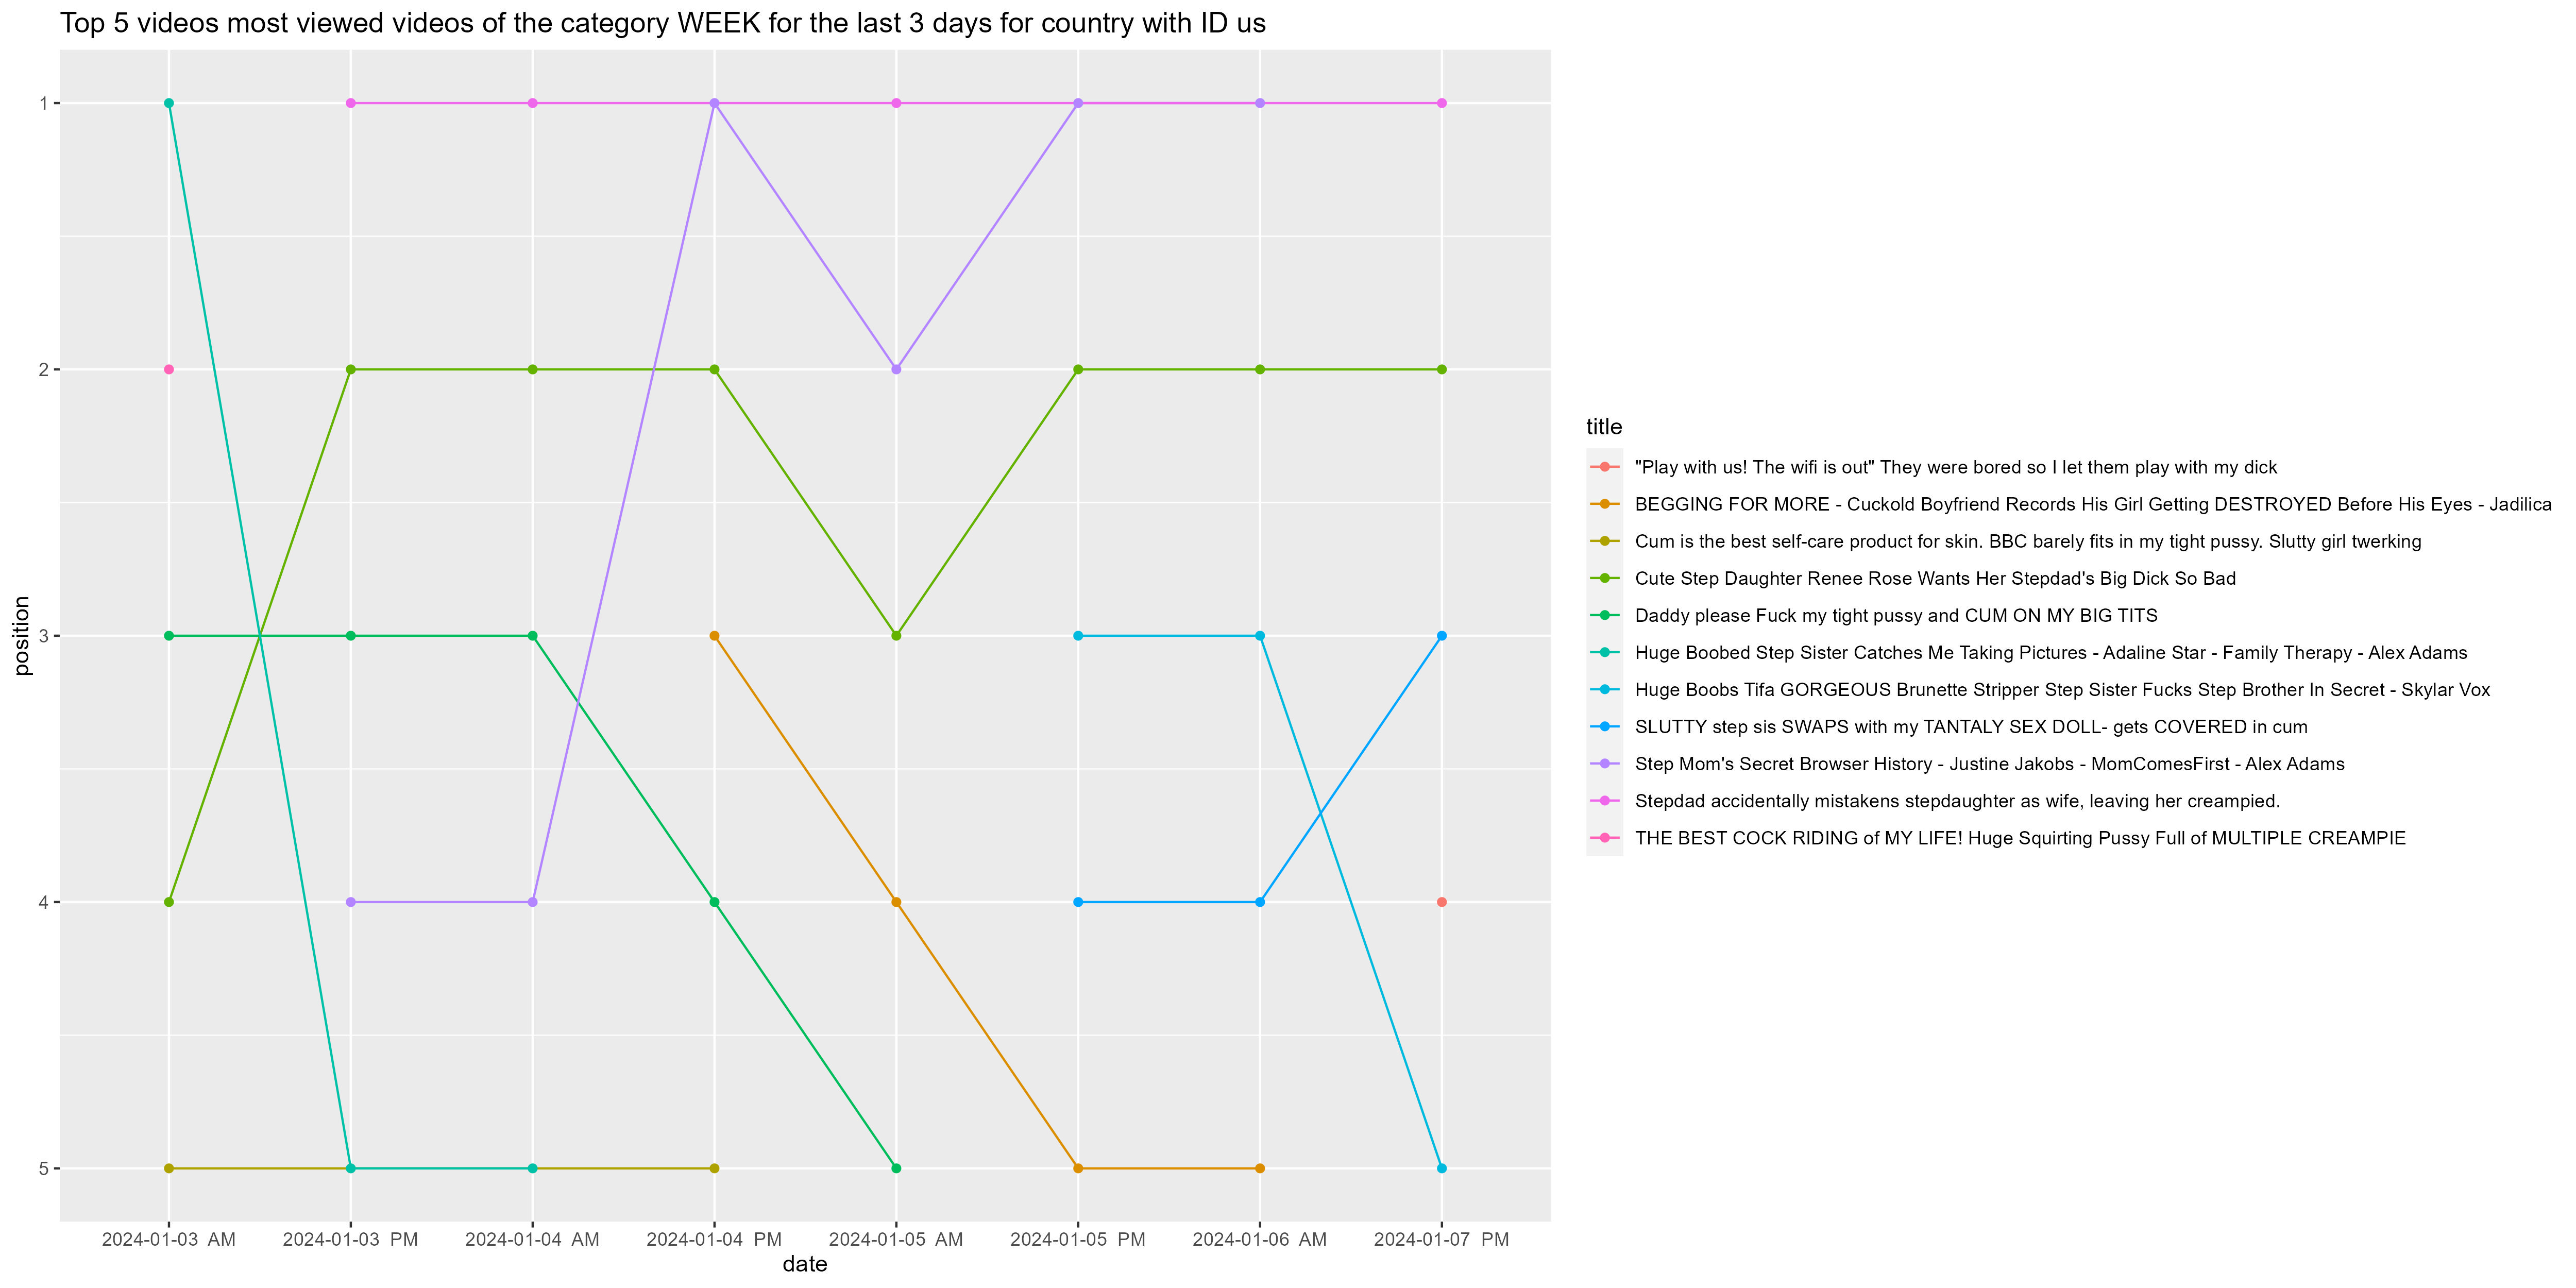 Top 5 videos most viewed videos of the category WEEK for the last 3 days for country with ID us
1
2
3
4
5
position
2024-01-03 AM
2024-01-03 PM
2024-01-04 AM
2024-01-04 PM
2024-01-05 AM
2024-01-05 PM
2024-01-06 AM
2024-01-07 PM
date
title
"Play with us! The wifi is out" They were bored so I let them play with my dick
BEGGING FOR MORE - Cuckold Boyfriend Records His Girl Getting DESTROYED Before His Eyes - Jadilica
Cum is the best self-care product for skin. BBC barely fits in my tight pussy. Slutty girl twerking
Cute Step Daughter Renee Rose Wants Her Stepdad's Big Dick So Bad
Daddy please Fuck my tight pussy and CUM ON MY BIG TITS
Huge Boobed Step Sister Catches Me Taking Pictures - Adaline Star - Family Therapy - Alex Adams
Huge Boobs Tifa GORGEOUS Brunette Stripper Step Sister Fucks Step Brother In Secret - Skylar Vox
SLUTTY step sis SWAPS with my TANTALY SEX DOLL- gets COVERED in cum
Step Mom's Secret Browser History - Justine Jakobs - MomComesFirst - Alex Adams
Stepdad accidentally mistakens stepdaughter as wife, leaving her creampied.
THE BEST COCK RIDING of MY LIFE! Huge Squirting Pussy Full of MULTIPLE CREAMPIE